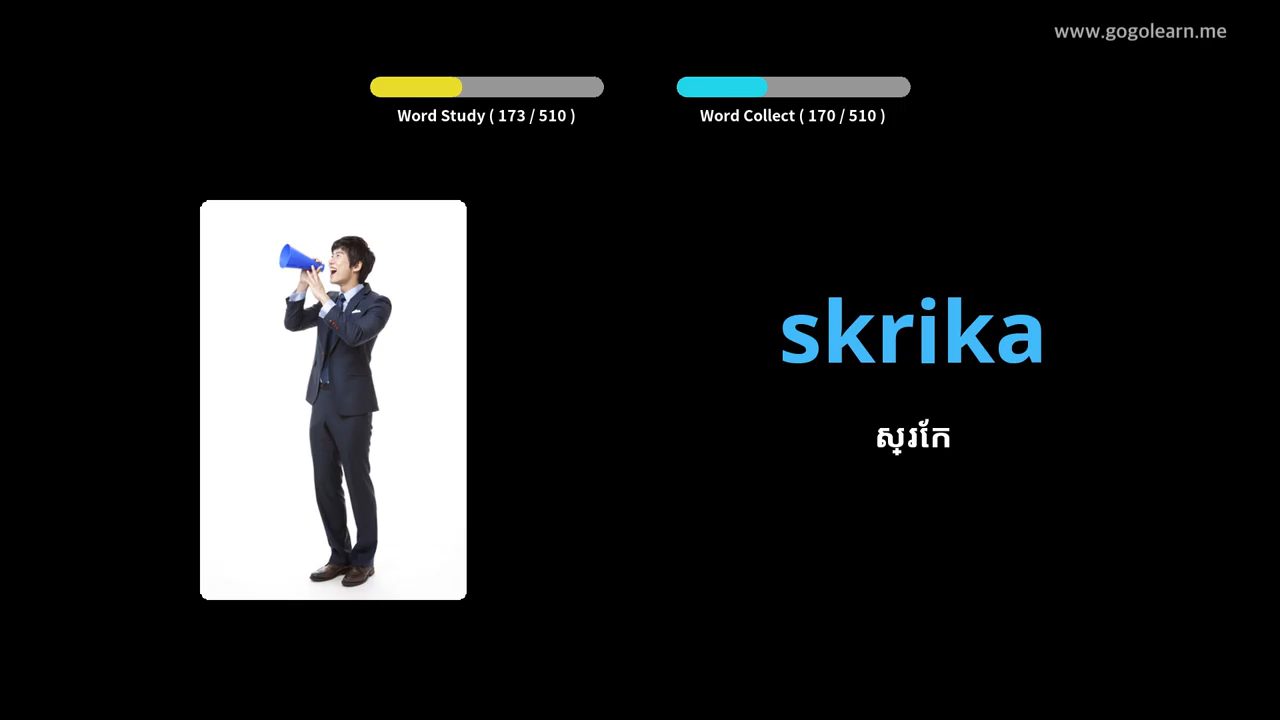 www.gogolearn.me
Word Study ( 173 / 510 )
Word Collect ( 170 / 510 )
skrika
ស្រែក